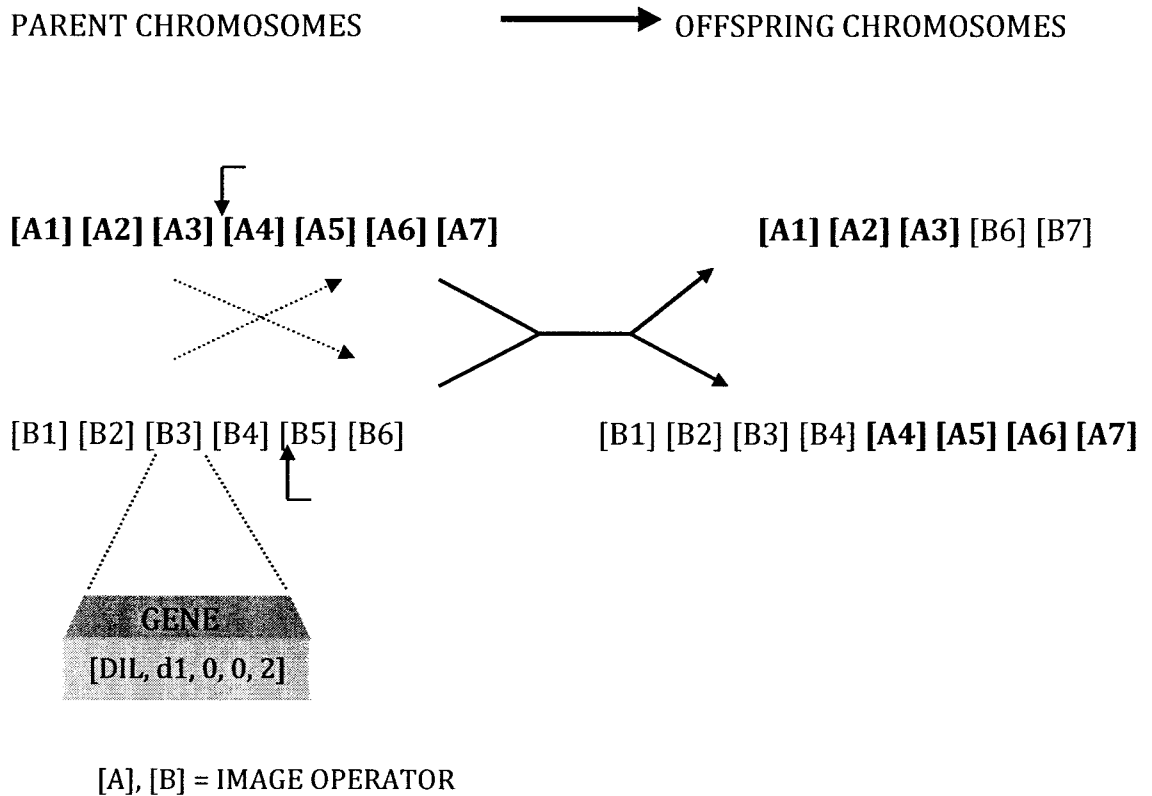 PARENT CHROMOSOMES OFFSPRING CHROMOSOMES
[A1] [A2] [A3] [A4] [A5] [A6] [A7] [A1] [A2] [A3] [B6] [B7]
[B1] [B2] [B3] [B4] [B5] [B6] [B1] [B2] [B3] [B4] [A4] [A5] [A6] [A7]
GENE
[DIL, d1, 0, 0, 2]
[A], [B] = IMAGE OPERATOR